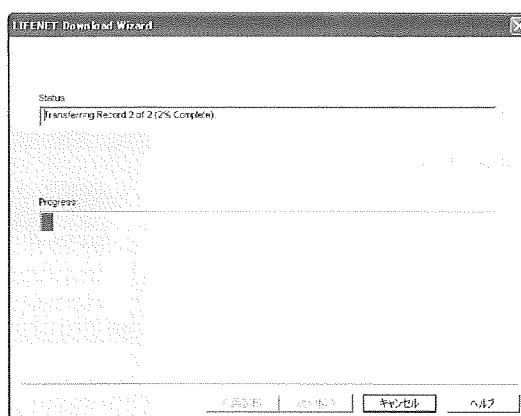 LIFENET Download Wizard
Status
Transferring Record 2 of 2 (2% Complete).
Progress
キャンセル
ヘルプ